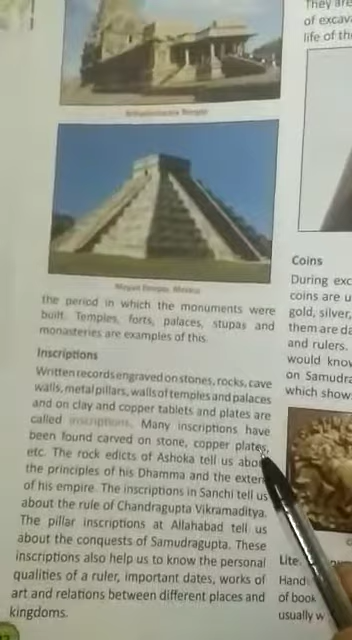 Brihadeshwara Temple
Mayan Temple, Mexico
the period in which the monuments were
built. Temples, forts, palaces, stupas and
monasteries are examples of this.
Inscriptions
Written records engraved on stones, rocks, cave
walls, metal pillars, walls of temples and palaces
and on clay and copper tablets and plates are
called inscriptions. Many inscriptions have
been found carved on stone, copper plates,
etc. The rock edicts of Ashoka tell us about
the principles of his Dhamma and the extent
of his empire. The inscriptions in Sanchi tell us
about the rule of Chandragupta Vikramaditya.
The pillar inscriptions at Allahabad tell us
about the conquests of Samudragupta. These
inscriptions also help us to know the personal
qualities of a ruler, important dates, works of
art and relations between different places and
kingdoms.
They are
of excav
life of the
Coins
During exc
coins are u
gold, silver,
them are da
and rulers.
would know
on Samudra
which show
Lite
Hand
of book
usually w